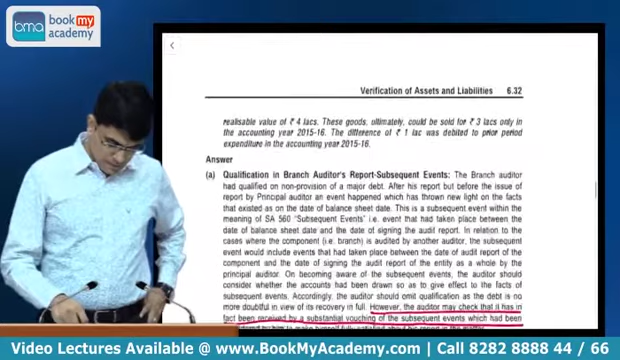 bma book my academy
Verification of Assets and Liabilities 6.32
realisable value of ₹ 4 lacs. These goods, ultimately, could be sold for ₹ 3 lacs only in
the accounting year 2015-16. The difference of ₹ 1 lac was debited to prior period
expenditure in the accounting year 2015-16.
Answer
(a) Qualification in Branch Auditor's Report-Subsequent Events: The Branch auditor
had qualified on non-provision of a major debt. After his report but before the issue of
report by Principal auditor an event happened which has thrown new light on the facts
that existed as on the date of balance sheet date. This is a subsequent event within the
meaning of SA 560 "Subsequent Events" i.e. event that had taken place between the
date of balance sheet date and the date of signing the audit report. In relation to the
cases where the component (i.e. branch) is audited by another auditor, the subsequent
event would include events that had taken place between the date of audit report of the
component and the date of signing the audit report of the entity as a whole by the
principal auditor. On becoming aware of the subsequent events, the auditor should
consider whether the accounts had been drawn so as to give effect to the facts of
subsequent events. Accordingly, the auditor should omit qualification as the debt is no
more doubtful in view of its recovery in full. However, the auditor may check that it has in
fact been received by a substantial vouching of the subsequent events which had been
Video Lectures Available @ www.BookMyAcademy.com / Call 8282 8888 44 / 66